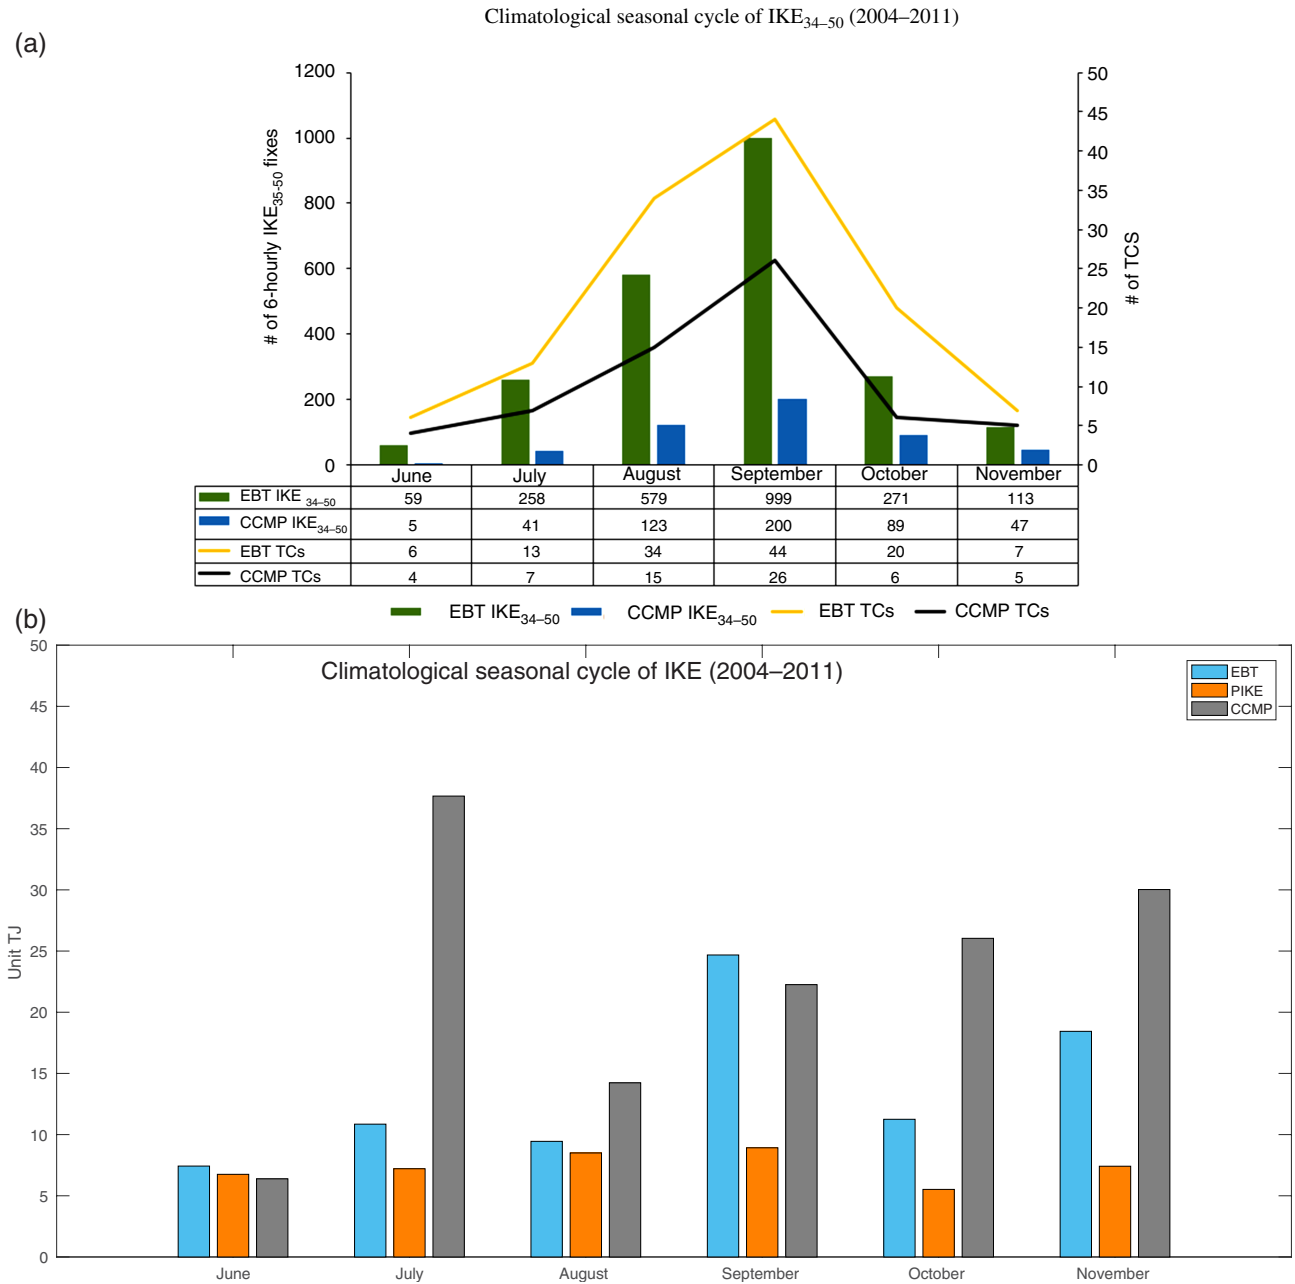 Climatological seasonal cycle of IKE34–50 (2004–2011)
(a)
# of 6-hourly IKE35-50 fixes
1200
1000
800
600
400
200
0
50
45
40
35
30
25
20
15
10
5
0
# of TCS
June July August September October November
EBT IKE 34–50 59 258 579 999 271 113
CCMP IKE34–50 5 41 123 200 89 47
EBT TCs 6 13 34 44 20 7
CCMP TCs 4 7 15 26 6 5
EBT IKE34–50 CCMP IKE34–50 EBT TCs CCMP TCs
(b)
Climatological seasonal cycle of IKE (2004–2011)
EBT
PIKE
CCMP
Unit TJ
50
45
40
35
30
25
20
15
10
5
0
June July August September October November